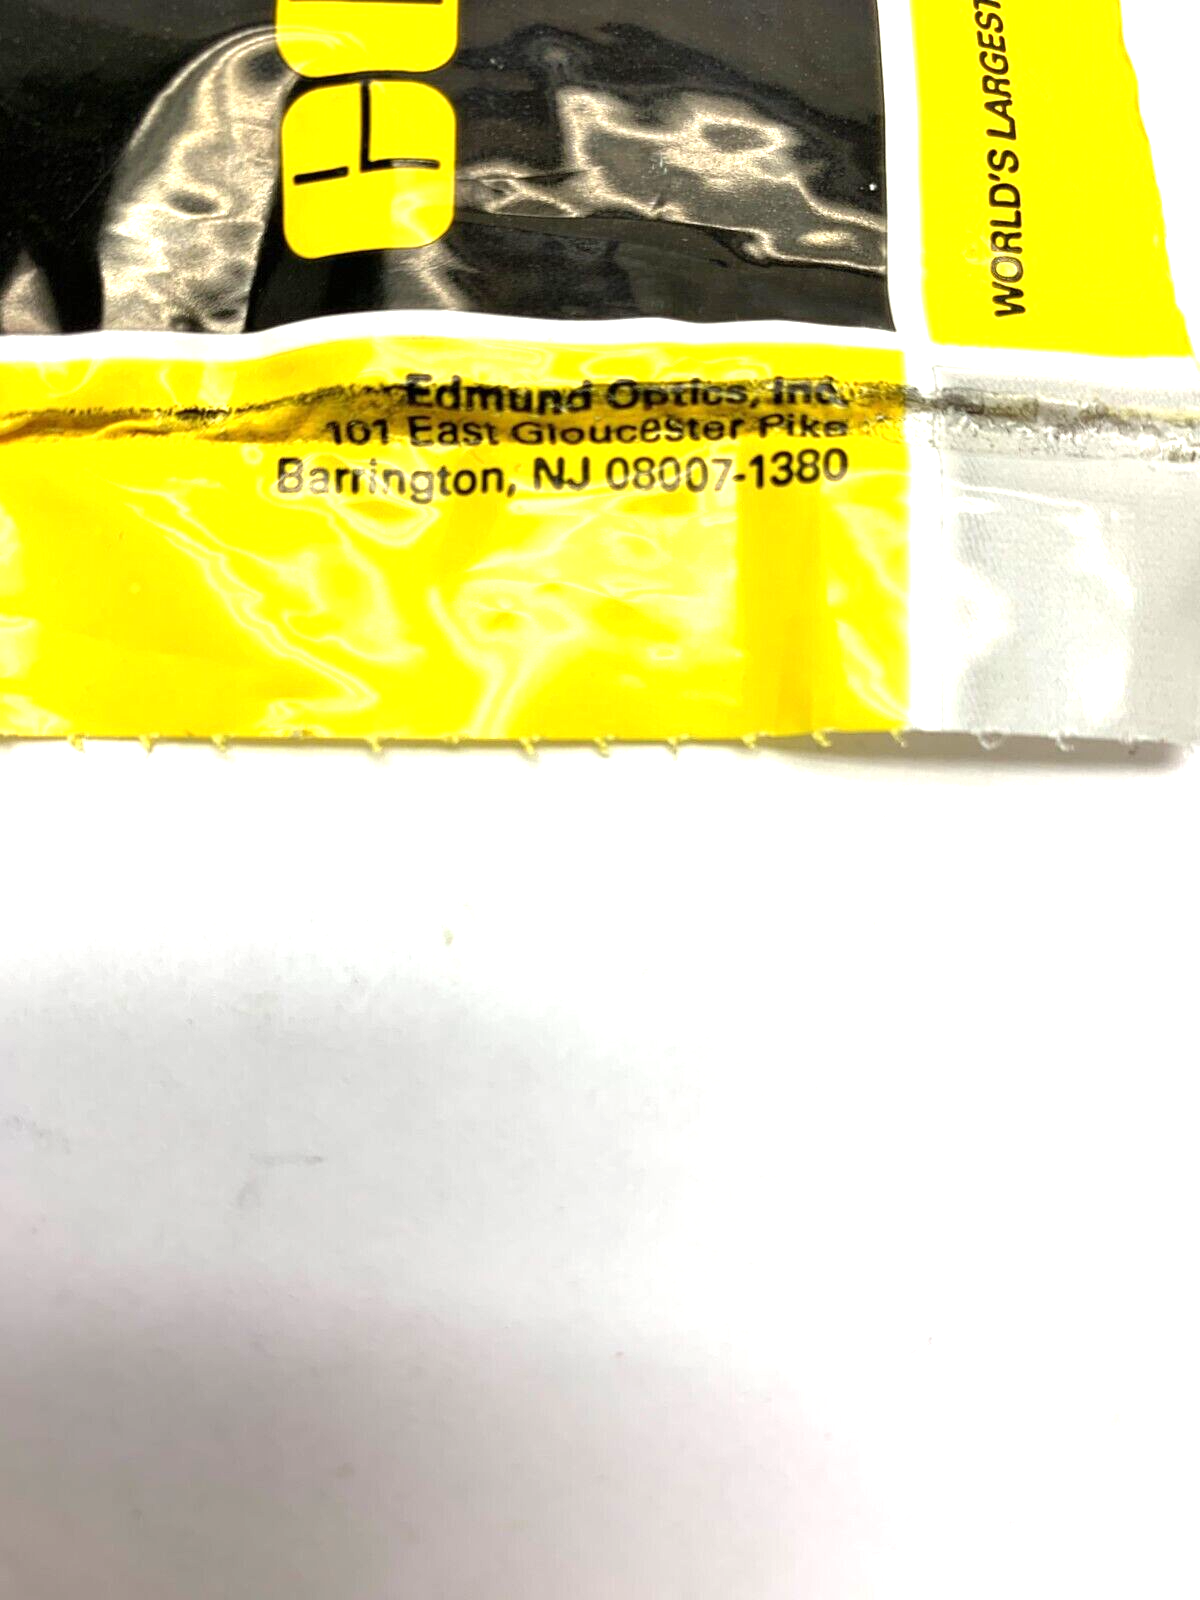 WORLD'S LARGEST
Edmund Optics, Inc.
101 East Gloucester Pike
Barrington, NJ 08007-1380